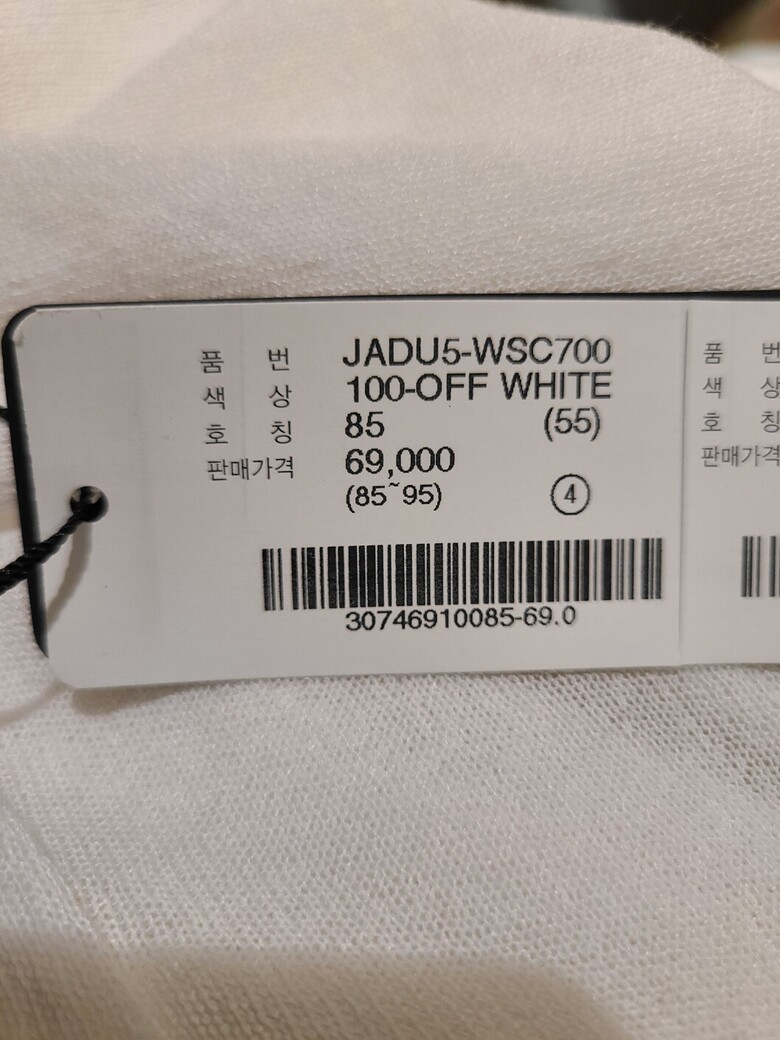 품 번 JADU5-WSC700
색 상 100-OFF WHITE
호 칭 85 (55)
판매가격 69,000
(85~95) 4
30746910085-69.0
품 번
색 상
호 칭
판매가격